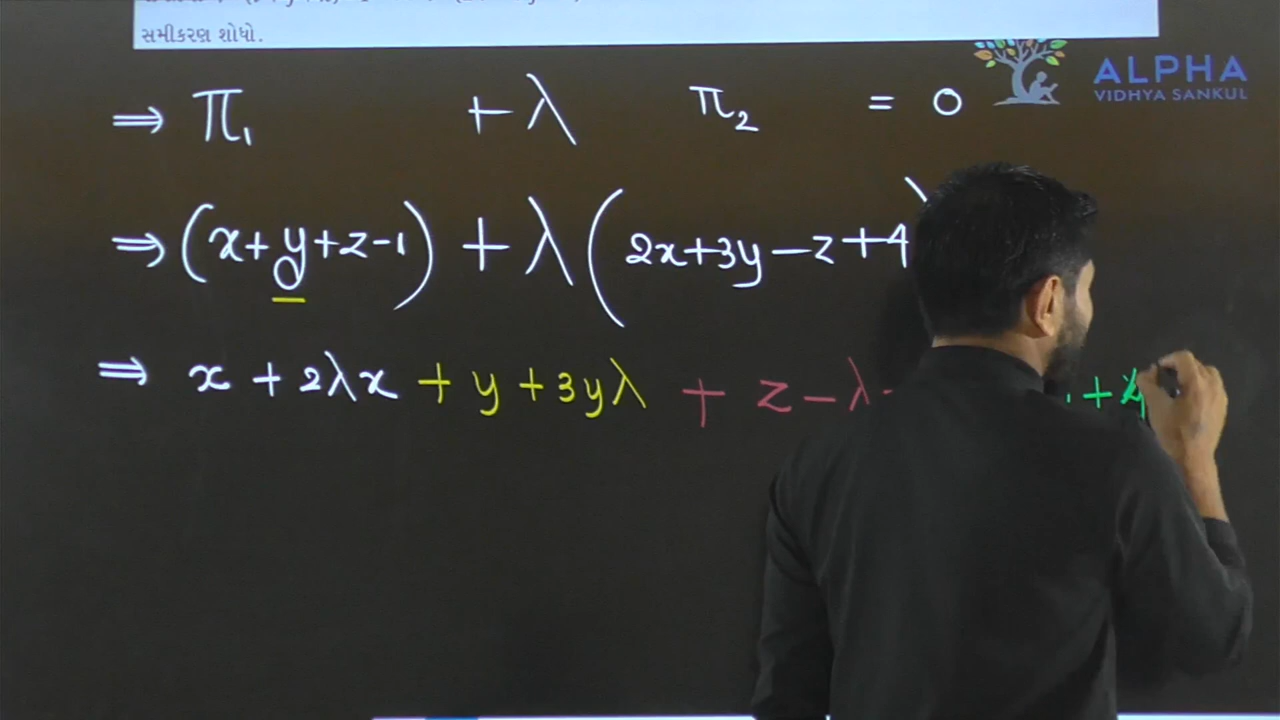 સમીકરણ શોધો.
ALPHA
VIDHYA SANKUL
⇒ π₁ + λ π₂ = 0
⇒ (x+y+z-1) + λ(2x+3y-z+4)
⇒ x + 2λx + y + 3yλ + z - λ